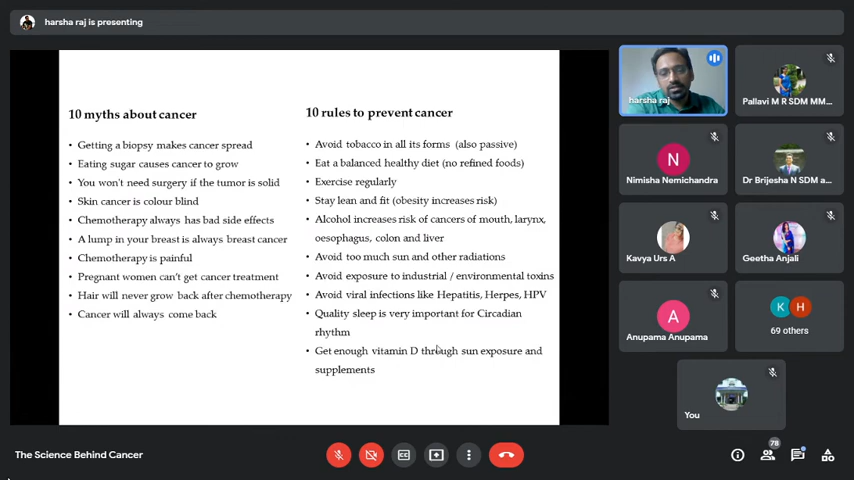 harsha raj is presenting
10 myths about cancer
• Getting a biopsy makes cancer spread
• Eating sugar causes cancer to grow
• You won't need surgery if the tumor is solid
• Skin cancer is colour blind
• Chemotherapy always has bad side effects
• A lump in your breast is always breast cancer
• Chemotherapy is painful
• Pregnant women can't get cancer treatment
• Hair will never grow back after chemotherapy
• Cancer will always come back
10 rules to prevent cancer
• Avoid tobacco in all its forms (also passive)
• Eat a balanced healthy diet (no refined foods)
• Exercise regularly
• Stay lean and fit (obesity increases risk)
• Alcohol increases risk of cancers of mouth, larynx,
oesophagus, colon and liver
• Avoid too much sun and other radiations
• Avoid exposure to industrial / environmental toxins
• Avoid viral infections like Hepatitis, Herpes, HPV
• Quality sleep is very important for Circadian
rhythm
• Get enough vitamin D through sun exposure and
supplements
harsha raj
Pallavi M R SDM MM...
N
Nimisha Nemichandra
Dr Brijesha N SDM a...
Kavya Urs A
Geetha Anjali
A
Anupama Anupama
K H
69 others
You
The Science Behind Cancer
78